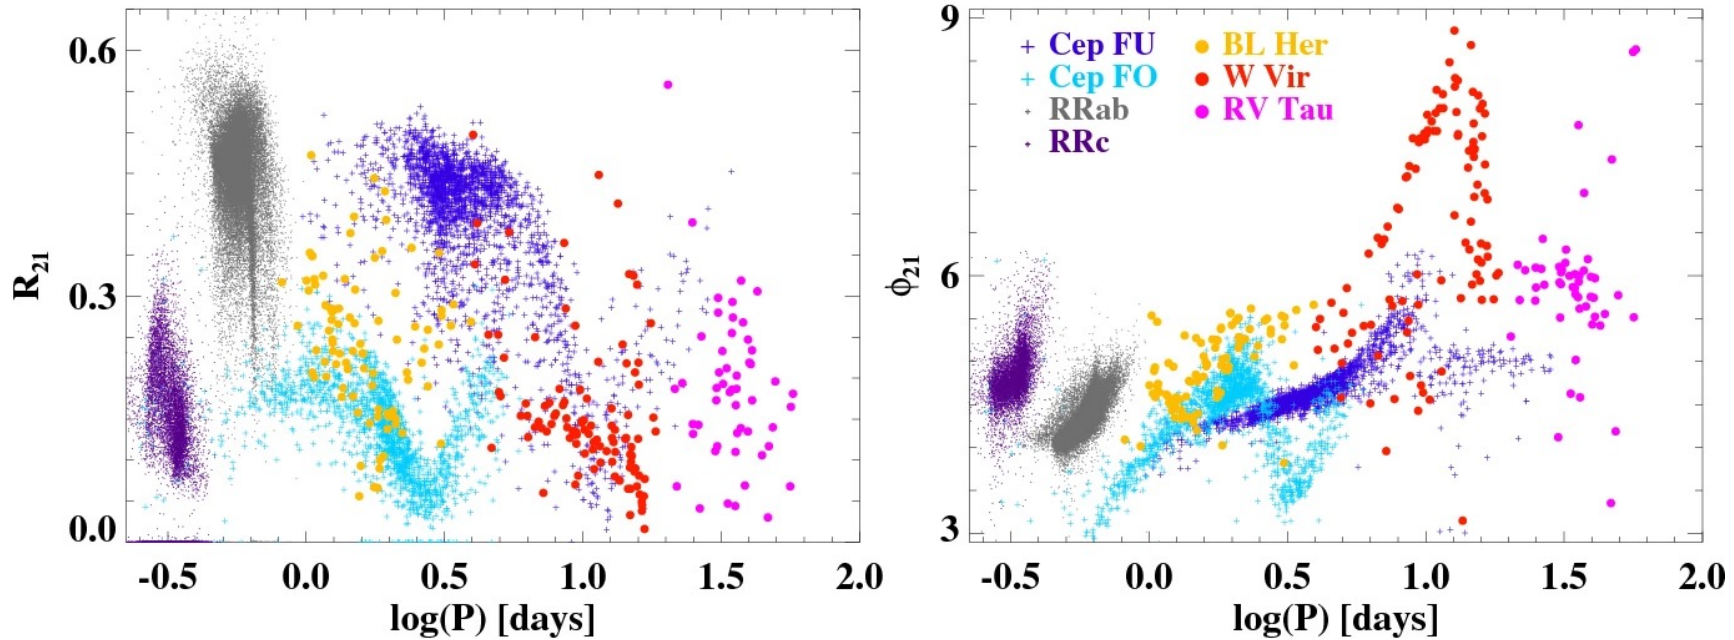 0.6
0.3
0.0
R21
-0.5 0.0 0.5 1.0 1.5 2.0
log(P) [days]
9
6
3
ϕ21
+ Cep FU ● BL Her
+ Cep FO ● W Vir
RRab ● RV Tau
RRc
-0.5 0.0 0.5 1.0 1.5 2.0
log(P) [days]